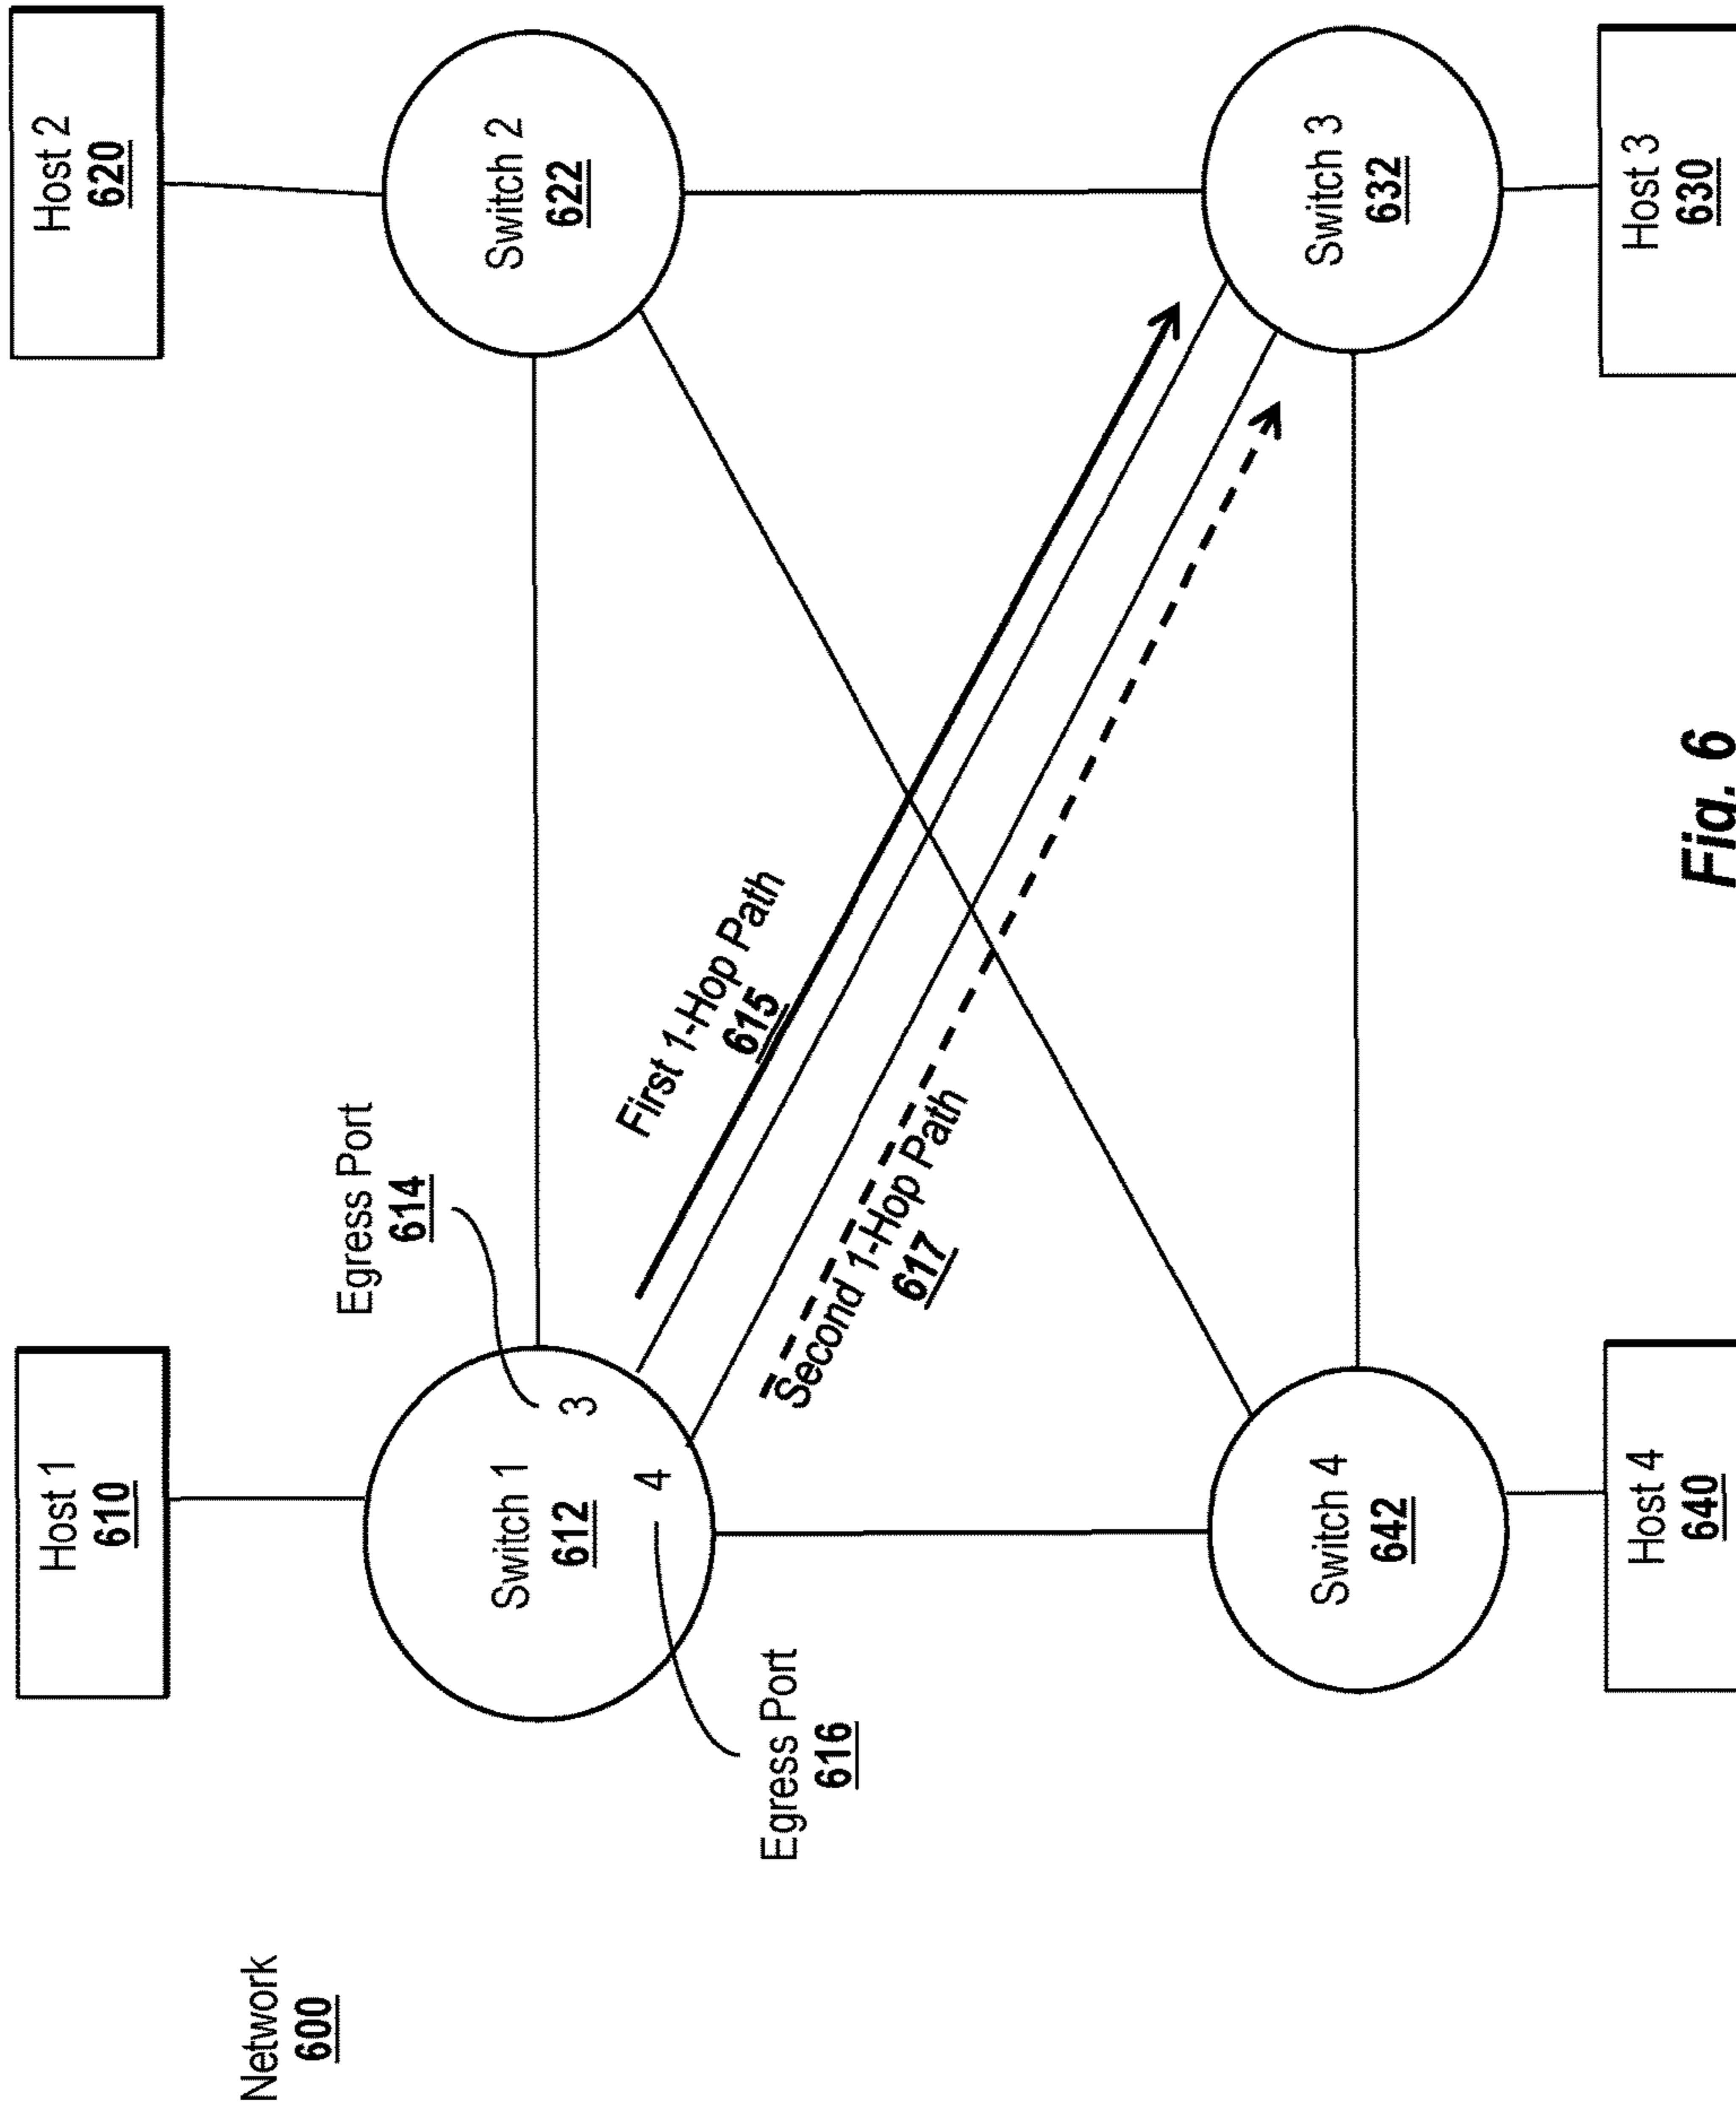 Network
600
Host 1
610
Host 2
620
Egress Port
614
Switch 1
612
3
4
Switch 2
622
First 1-Hop Path
615
Egress Port
616
Second 1-Hop Path
617
Switch 4
642
Switch 3
632
Host 4
640
Host 3
630
Fig. 6